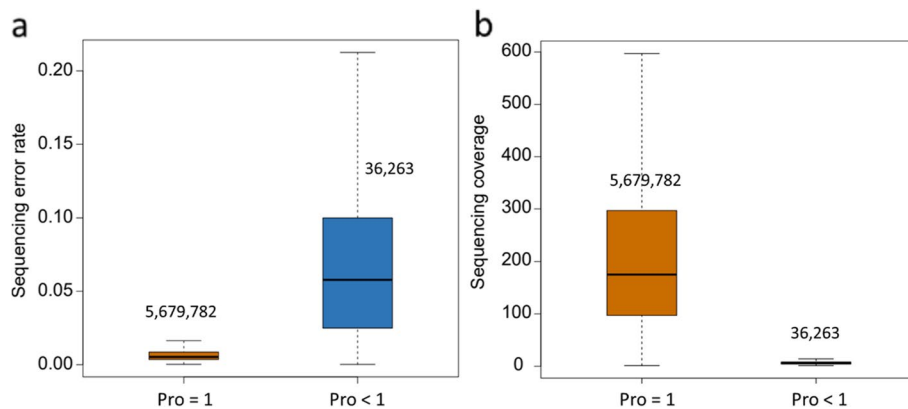 a
Sequencing error rate
0.20
0.15
0.10
0.05
0.00
5,679,782
36,263
Pro = 1
Pro < 1
b
Sequencing coverage
600
500
400
300
200
100
0
5,679,782
36,263
Pro = 1
Pro < 1